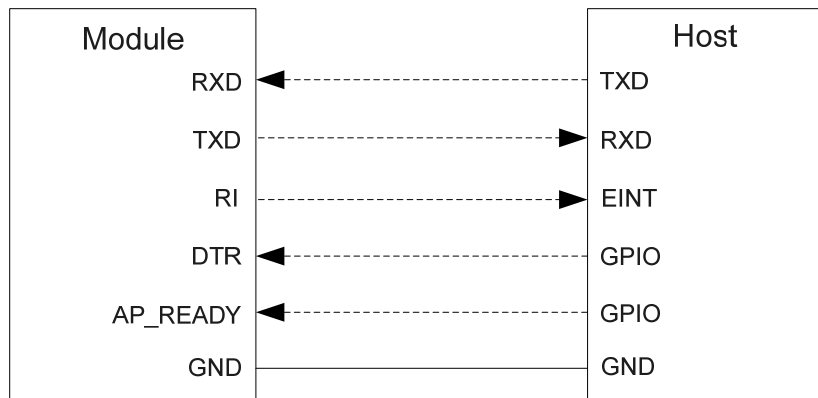 Module Host
RXD TXD
TXD RXD
RI EINT
DTR GPIO
AP_READY GPIO
GND GND